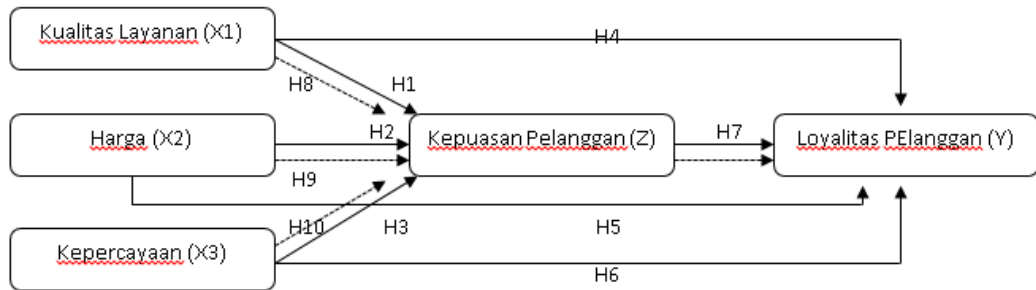 Kualitas Layanan (X1)
H4
H8
H1
Harga (X2)
H2
Kepuasan Pelanggan (Z)
H7
Loyalitas PElanggan (Y)
H9
H10
H3
H5
Kepercayaan (X3)
H6